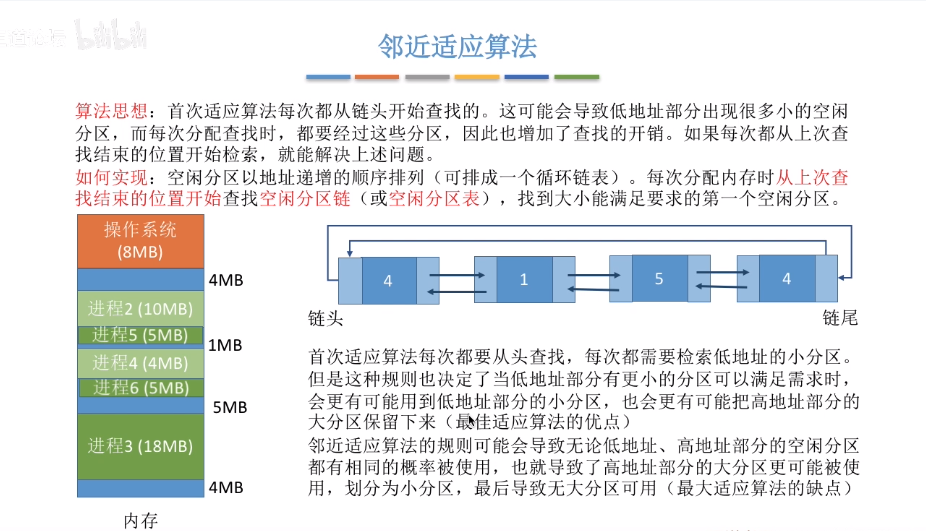 bilibili
邻近适应算法
算法思想：首次适应算法每次都从链头开始查找的。这可能会导致低地址部分出现很多小的空闲
分区，而每次分配查找时，都要经过这些分区，因此也增加了查找的开销。如果每次都从上次查
找结束的位置开始检索，就能解决上述问题。
如何实现：空闲分区以地址递增的顺序排列（可排成一个循环链表）。每次分配内存时从上次查
找结束的位置开始查找空闲分区链（或空闲分区表），找到大小能满足要求的第一个空闲分区。
操作系统
(8MB)
4MB
进程2 (10MB)
进程5 (5MB)
1MB
进程4 (4MB)
进程6 (5MB)
5MB
进程3 (18MB)
4MB
内存
4 1 5 4
链头 链尾
首次适应算法每次都要从头查找，每次都需要检索低地址的小分区。
但是这种规则也决定了当低地址部分有更小的分区可以满足需求时，
会更有可能用到低地址部分的小分区，也会更有可能把高地址部分的
大分区保留下来（最佳适应算法的优点）
邻近适应算法的规则可能会导致无论低地址、高地址部分的空闲分区
都有相同的概率被使用，也就导致了高地址部分的大分区更可能被使
用，划分为小分区，最后导致无大分区可用（最大适应算法的缺点）